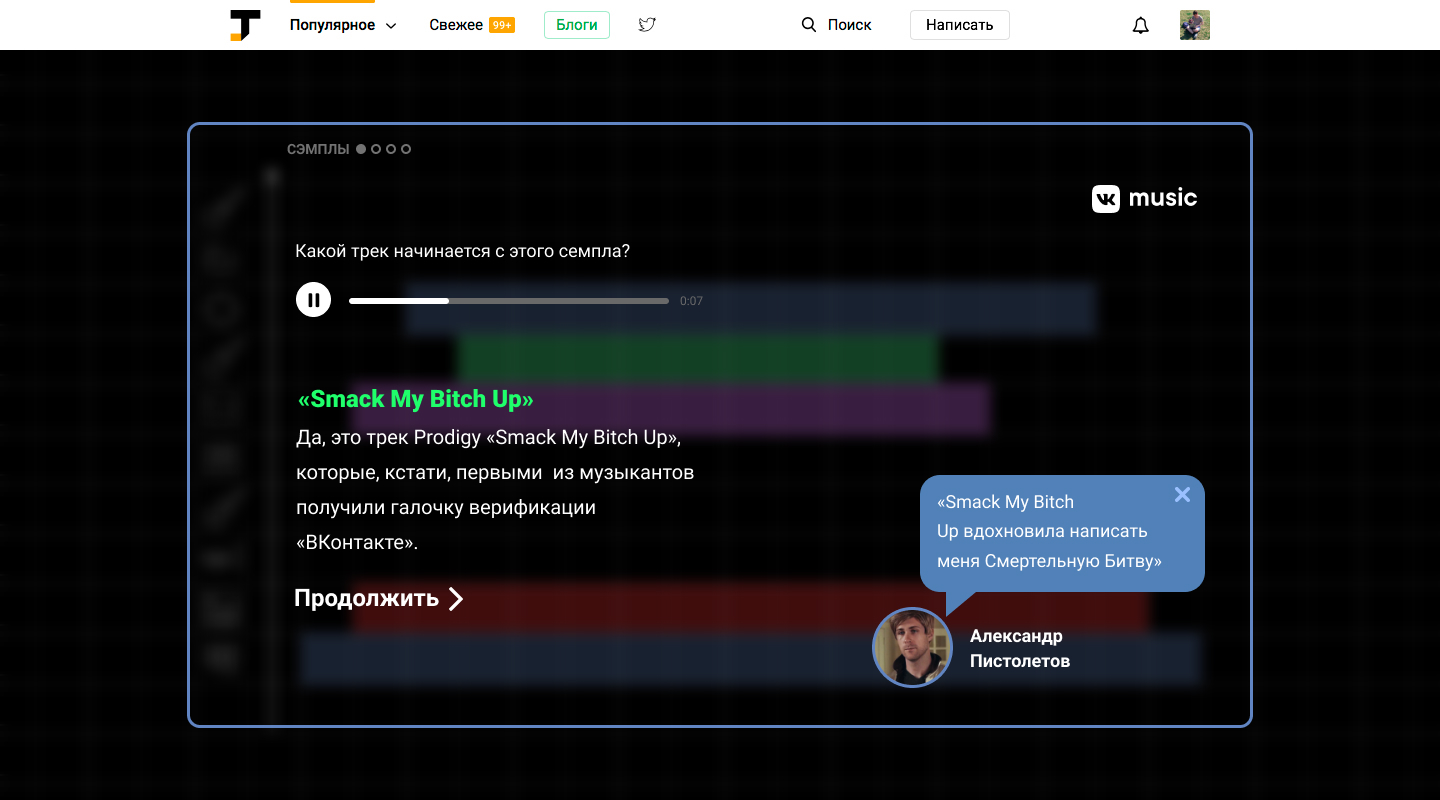 Популярное
Свежее 99+
Блоги
Поиск
Написать
СЭМПЛЫ
VK music
Какой трек начинается с этого семпла?
0:07
«Smack My Bitch Up»
Да, это трек Prodigy «Smack My Bitch Up»,
которые, кстати, первыми из музыкантов
получили галочку верификации
«ВКонтакте».
Продолжить
«Smack My Bitch
Up вдохновила написать
меня Смертельную Битву»
Александр
Пистолетов